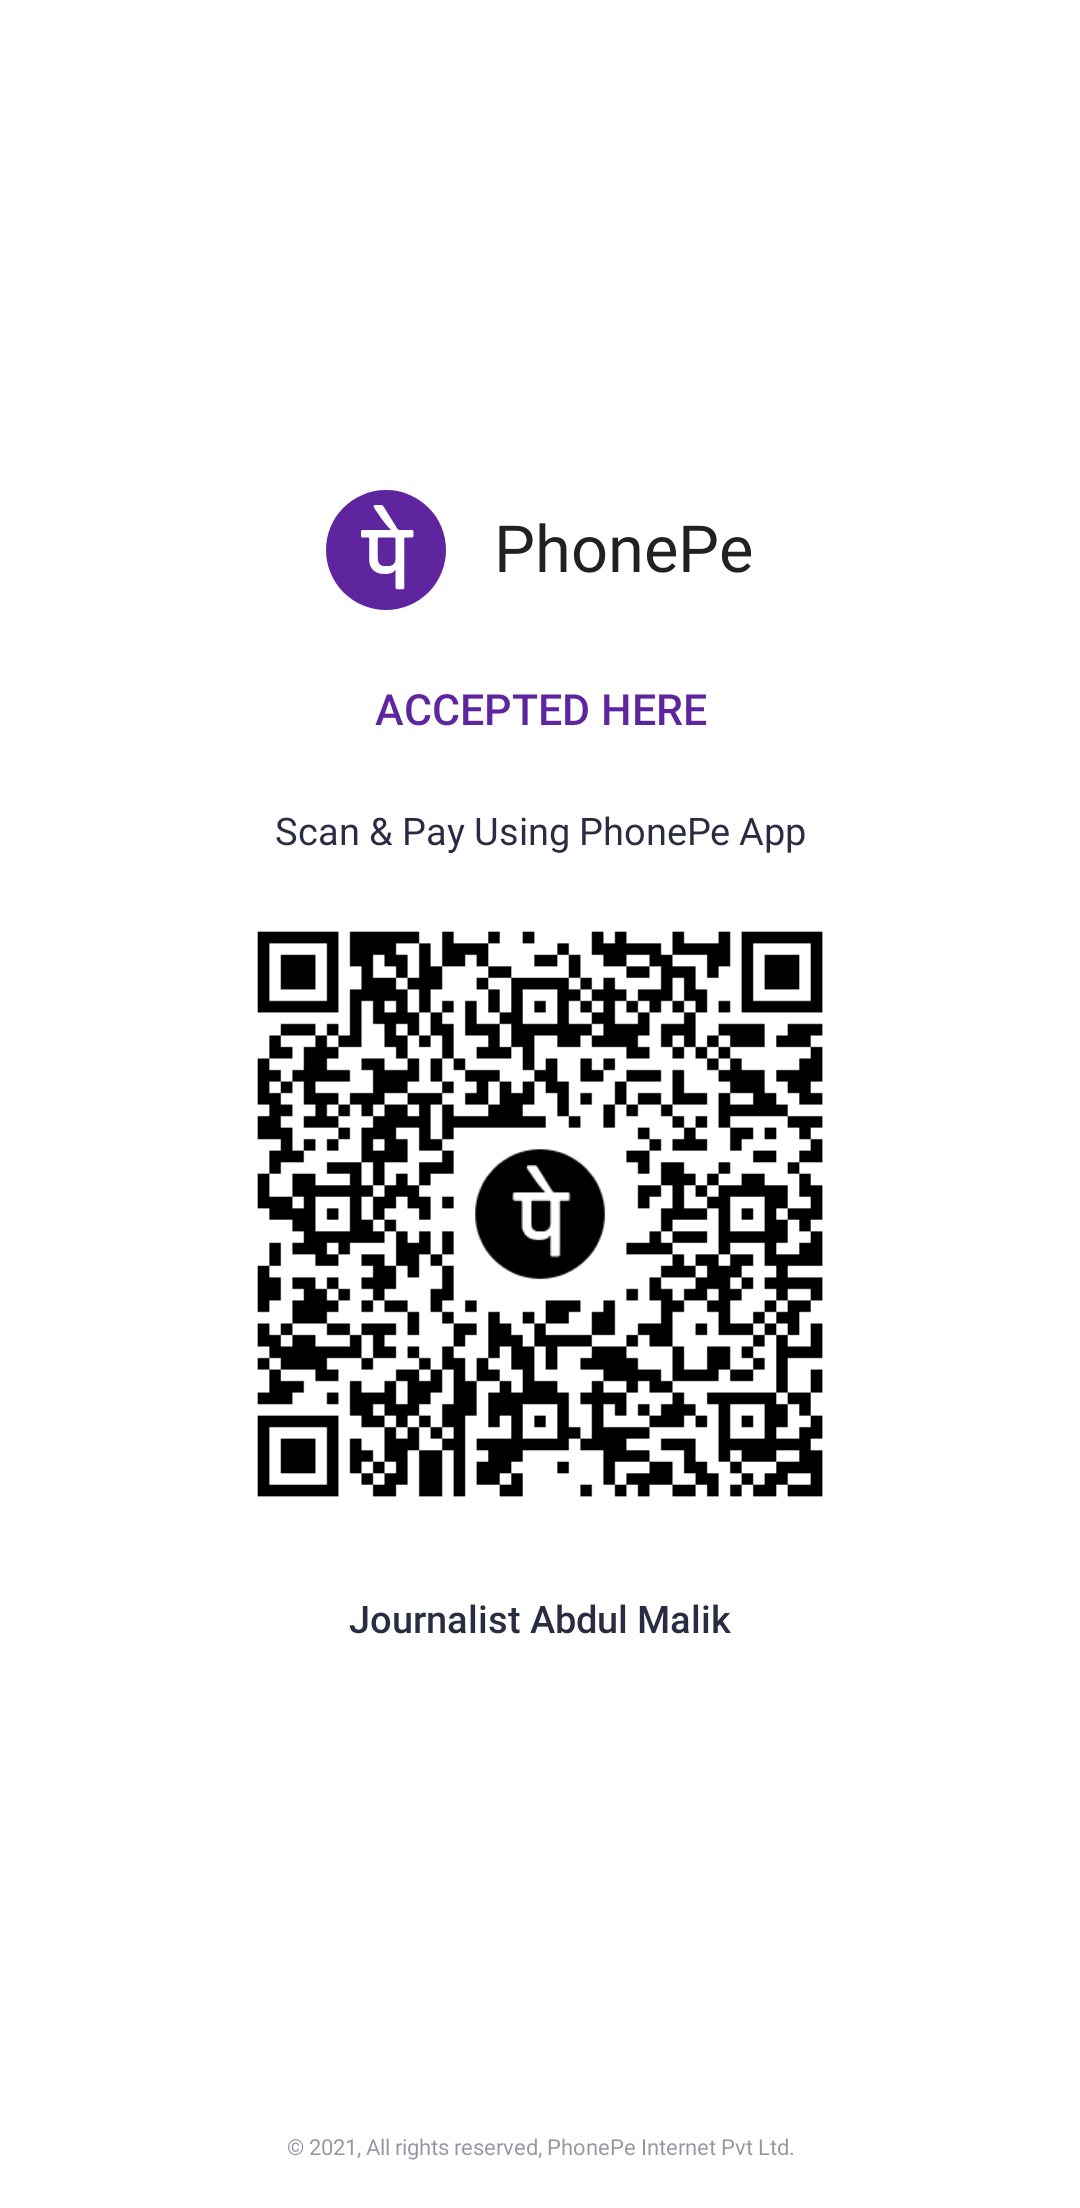 पे PhonePe
ACCEPTED HERE
Scan & Pay Using PhonePe App
पे
Journalist Abdul Malik
© 2021, All rights reserved, PhonePe Internet Pvt Ltd.